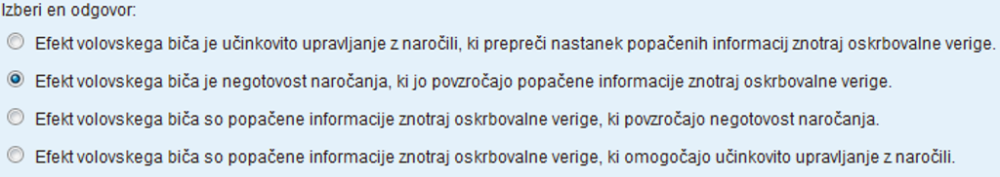 Izberi en odgovor:
Efekt volovskega biča je učinkovito upravljanje z naročili, ki prepreči nastanek popačenih informacij znotraj oskrbovalne verige.
Efekt volovskega biča je negotovost naročanja, ki jo povzročajo popačene informacije znotraj oskrbovalne verige.
Efekt volovskega biča so popačene informacije znotraj oskrbovalne verige, ki povzročajo negotovost naročanja.
Efekt volovskega biča so popačene informacije znotraj oskrbovalne verige, ki omogočajo učinkovito upravljanje z naročili.